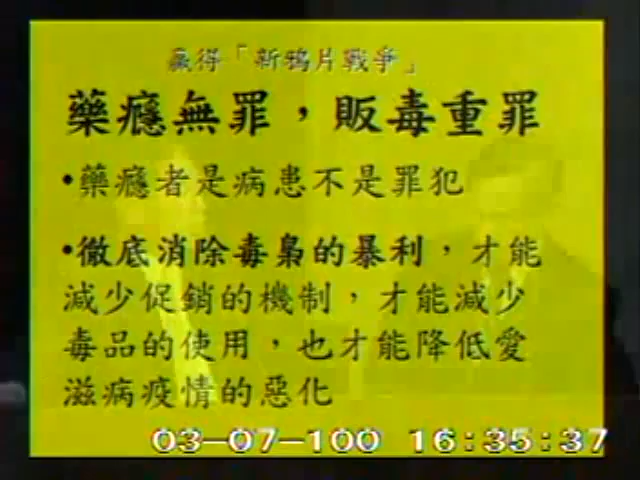 贏得「新鴉片戰爭」
藥癮無罪，販毒重罪
•藥癮者是病患不是罪犯
•徹底消除毒梟的暴利，才能
減少促銷的機制，才能減少
毒品的使用，也才能降低愛
滋病疫情的惡化
03-07-100 16:35:37